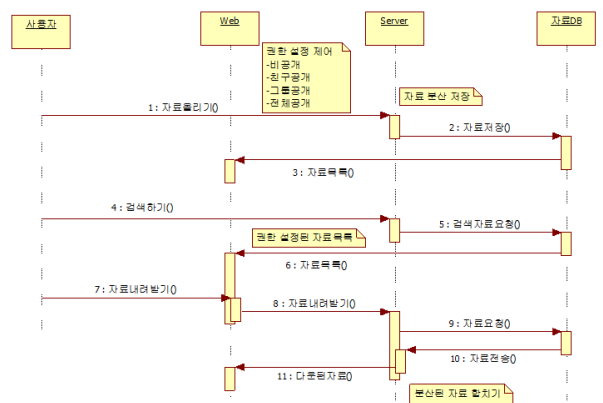 사용자
Web
Server
자료DB
권한 설정 제어
-비공개
-친구공개
-그룹공개
-전체공개
자료 분산 저장
1 : 자료올리기()
2 : 자료저장()
3 : 자료목록()
4 : 검색하기()
5 : 검색자료요청()
권한 설정된 자료목록
6 : 자료목록()
7 : 자료내려받기()
8 : 자료내려받기()
9 : 자료요청()
10 : 자료전송()
11 : 다운된자료()
분산된 자료 합치기